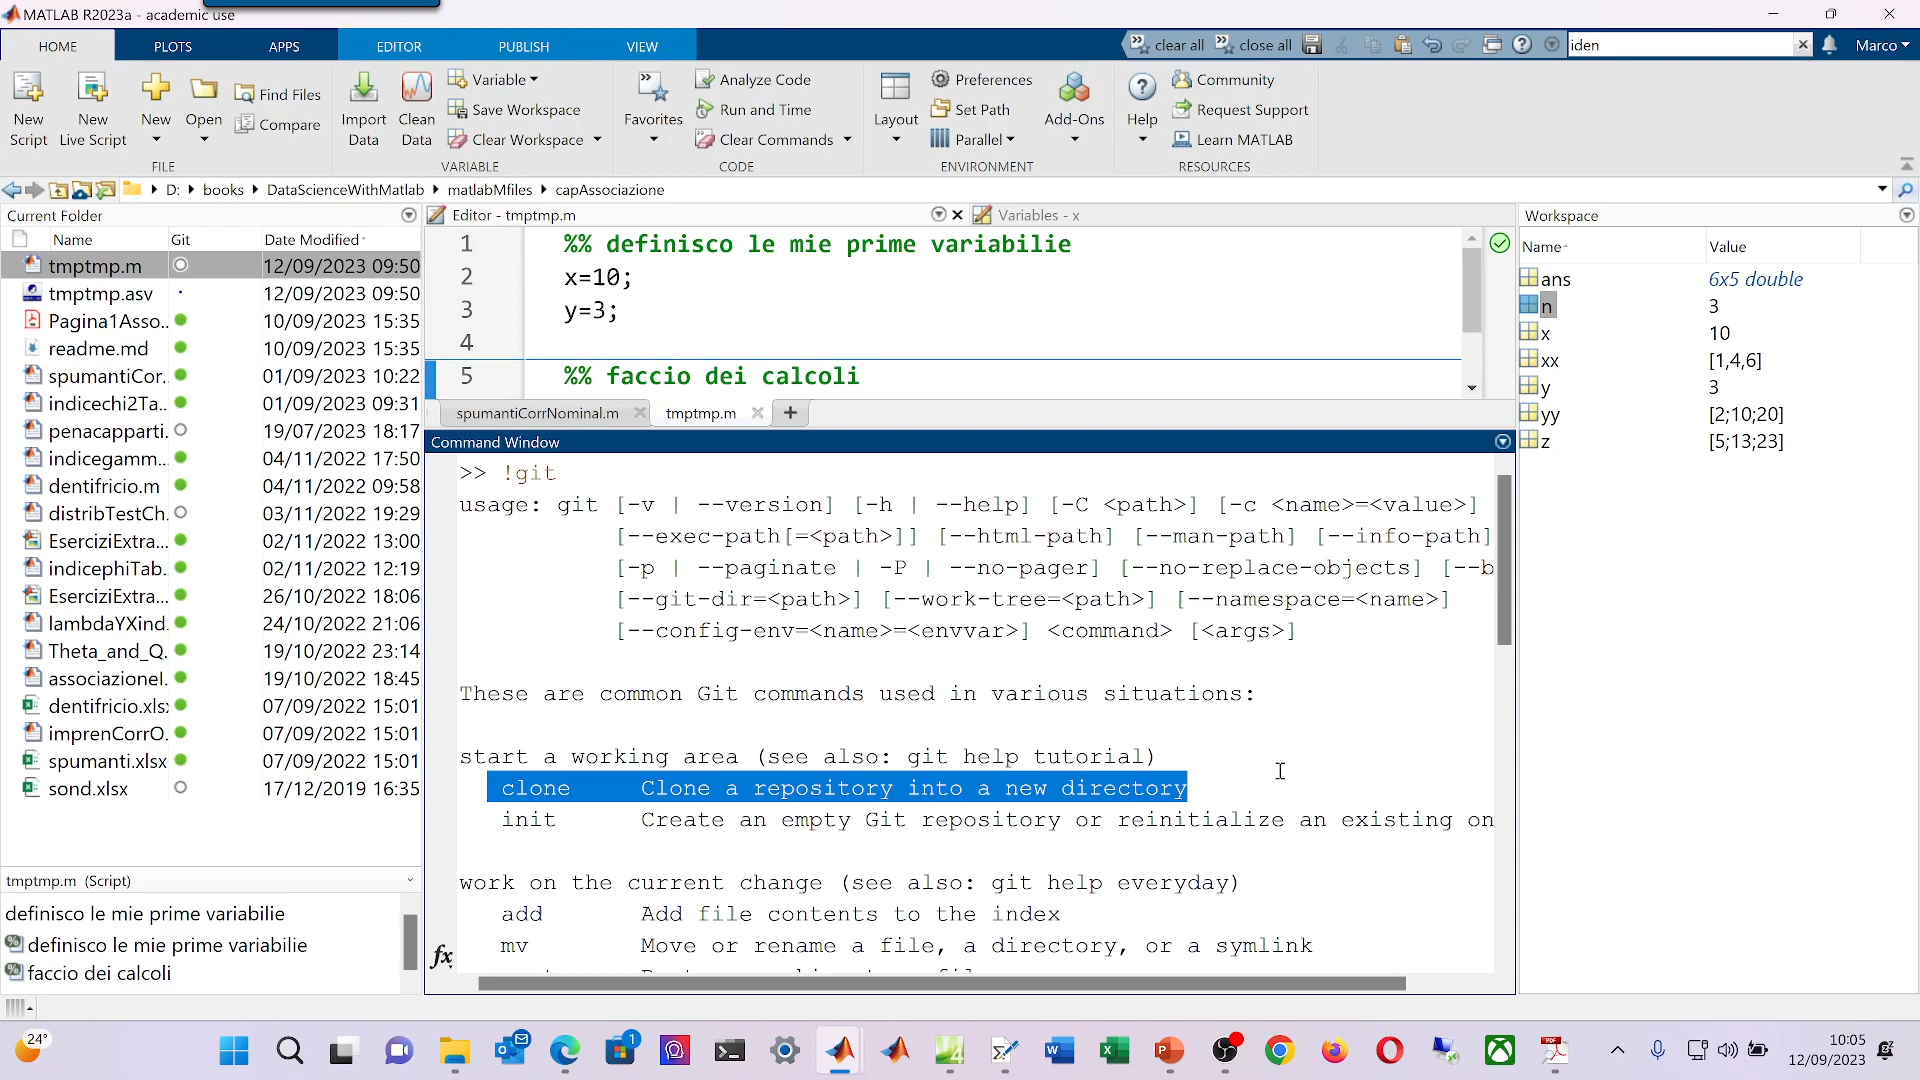 MATLAB R2023a - academic use
HOME
PLOTS
APPS
EDITOR
PUBLISH
VIEW
clear all
close all
iden
Marco
New Script
New Live Script
New
Open
Find Files
Compare
FILE
Import Data
Clean Data
Variable
Save Workspace
Clear Workspace
VARIABLE
Favorites
Analyze Code
Run and Time
Clear Commands
CODE
Layout
Preferences
Set Path
Parallel
ENVIRONMENT
Add-Ons
Help
Community
Request Support
Learn MATLAB
RESOURCES
D: books DataScienceWithMatlab matlabMfiles capAssociazione
Current Folder
Name Git Date Modified
tmptmp.m 12/09/2023 09:50
tmptmp.asv 12/09/2023 09:50
Pagina1Asso.. 10/09/2023 15:35
readme.md 10/09/2023 15:35
spumantiCor.. 01/09/2023 10:22
indicechi2Ta.. 01/09/2023 09:31
penacapparti. 19/07/2023 18:17
indicegamm... 04/11/2022 17:50
dentifricio.m 04/11/2022 09:58
distribTestCh. 03/11/2022 19:29
EserciziExtra... 02/11/2022 13:00
indicephiTab. 02/11/2022 12:19
EserciziExtra... 26/10/2022 18:06
lambdaYXind. 24/10/2022 21:06
Theta_and_Q. 19/10/2022 23:14
associazionel. 19/10/2022 18:45
dentifricio.xlsx 07/09/2022 15:01
imprenCorrO. 07/09/2022 15:01
spumanti.xlsx 07/09/2022 15:01
sond.xlsx 17/12/2019 16:35
tmptmp.m (Script)
definisco le mie prime variabilie
definisco le mie prime variabilie
faccio dei calcoli
Editor - tmptmp.m
Variables - x
1 %% definisco le mie prime variabilie
2 x=10;
3 y=3;
4
5 %% faccio dei calcoli
spumantiCorrNominal.m
tmptmp.m
Command Window
>> !git
usage: git [-v | --version] [-h | --help] [-C <path>] [-c <name>=<value>]
[--exec-path[=<path>]] [--html-path] [--man-path] [--info-path]
[-p | --paginate | -P | --no-pager] [--no-replace-objects] [--b
[--git-dir=<path>] [--work-tree=<path>] [--namespace=<name>]
[--config-env=<name>=<envvar>] <command> [<args>]
These are common Git commands used in various situations:
start a working area (see also: git help tutorial)
clone Clone a repository into a new directory
init Create an empty Git repository or reinitialize an existing on
work on the current change (see also: git help everyday)
add Add file contents to the index
mv Move or rename a file, a directory, or a symlink
fx
Workspace
Name Value
ans 6x5 double
n 3
x 10
xx [1,4,6]
y 3
yy [2;10;20]
z [5;13;23]
24°
1
10:05
12/09/2023